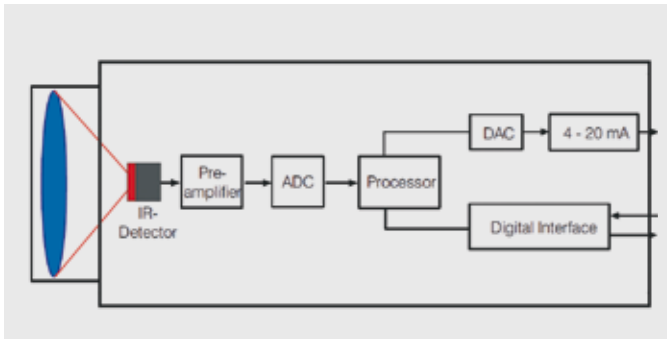 DAC
4 - 20 mA
Pre-
amplifier
ADC
Processor
IR-
Detector
Digital Interface